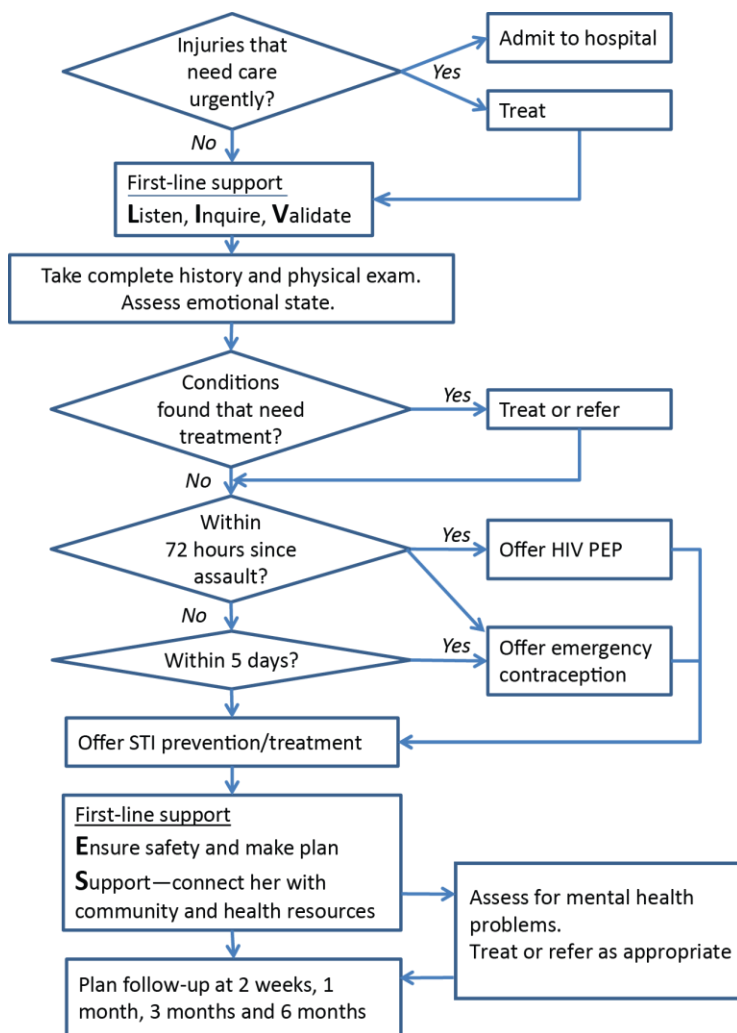 Injuries that
need care
urgently?
Yes
Admit to hospital
Treat
No
First-line support
Listen, Inquire, Validate
Take complete history and physical exam.
Assess emotional state.
Conditions
found that need
treatment?
Yes
Treat or refer
No
Within
72 hours since
assault?
Yes
Offer HIV PEP
No
Within 5 days?
Yes
Offer emergency
contraception
Offer STI prevention/treatment
First-line support
Ensure safety and make plan
Support—connect her with
community and health resources
Assess for mental health
problems.
Treat or refer as appropriate
Plan follow-up at 2 weeks, 1
month, 3 months and 6 months